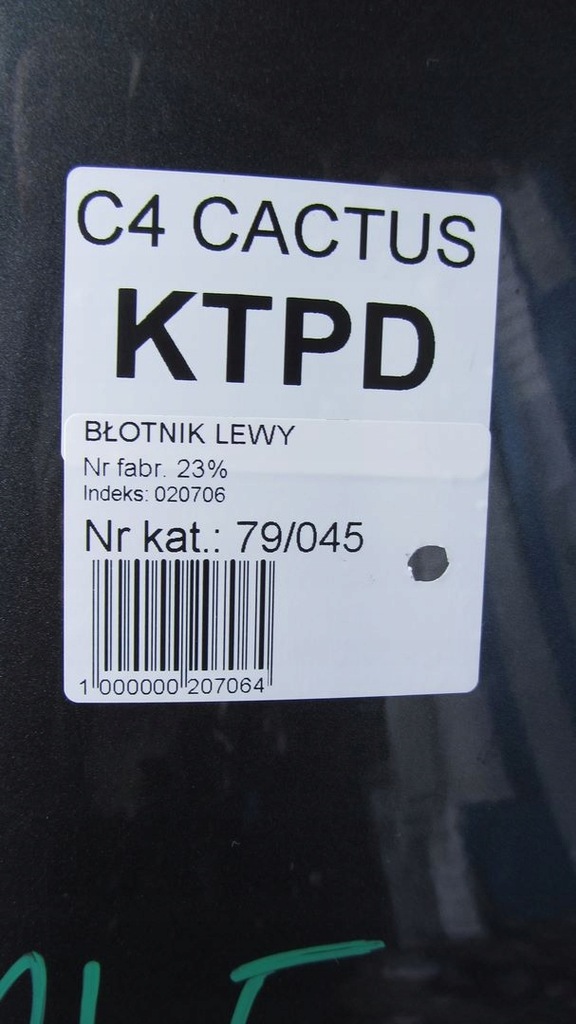 C4 CACTUS
KTPD
BŁOTNIK LEWY
Nr fabr. 23%
Indeks: 020706
Nr kat.: 79/045
1 000000 207064